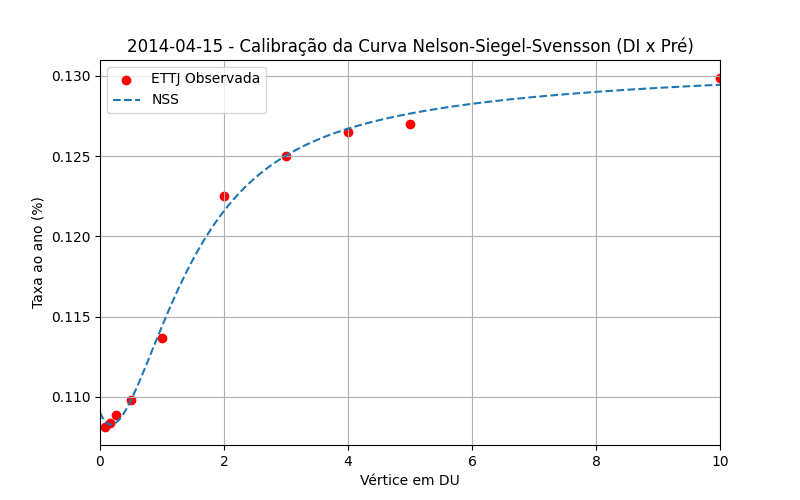 2014-04-15 - Calibração da Curva Nelson-Siegel-Svensson (DI x Pré)
ETTJ Observada
NSS
Taxa ao ano (%)
0.130
0.125
0.120
0.115
0.110
0 2 4 6 8 10
Vértice em DU